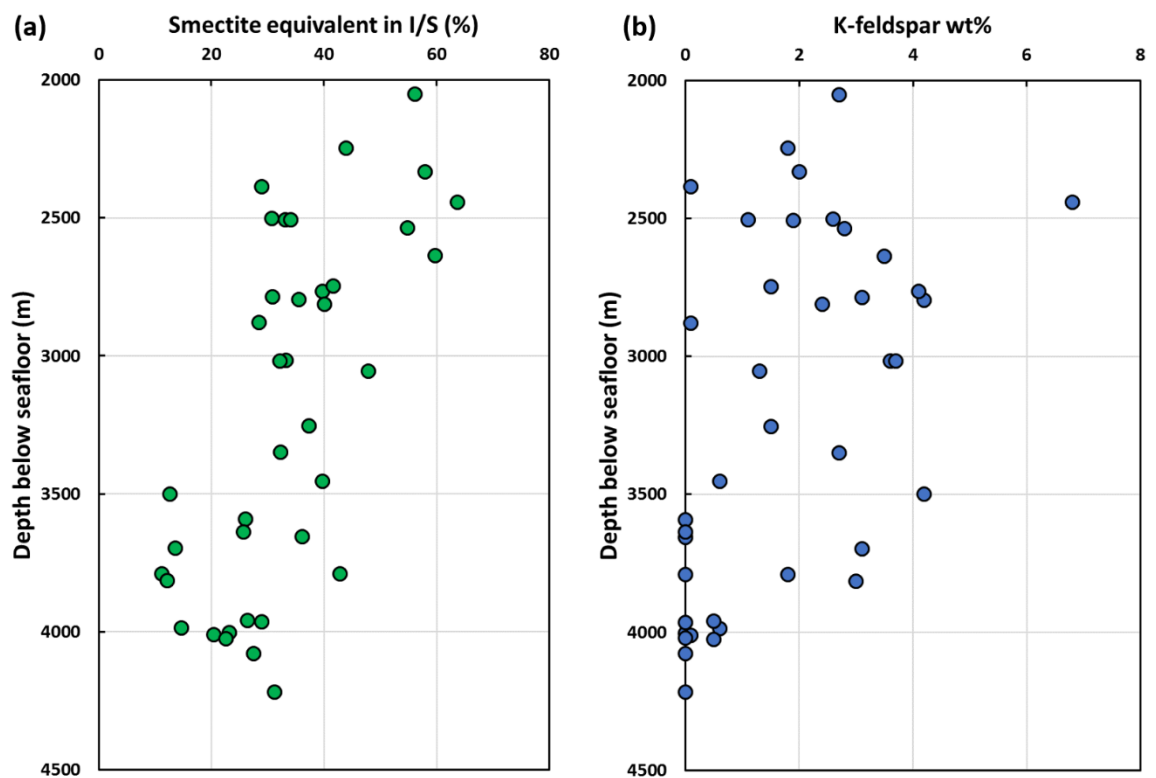 (a) Smectite equivalent in I/S (%)
0 20 40 60 80
2000
2500
3000
3500
4000
4500
Depth below seafloor (m)
(b) K-feldspar wt%
0 2 4 6 8
2000
2500
3000
3500
4000
4500
Depth below seafloor (m)